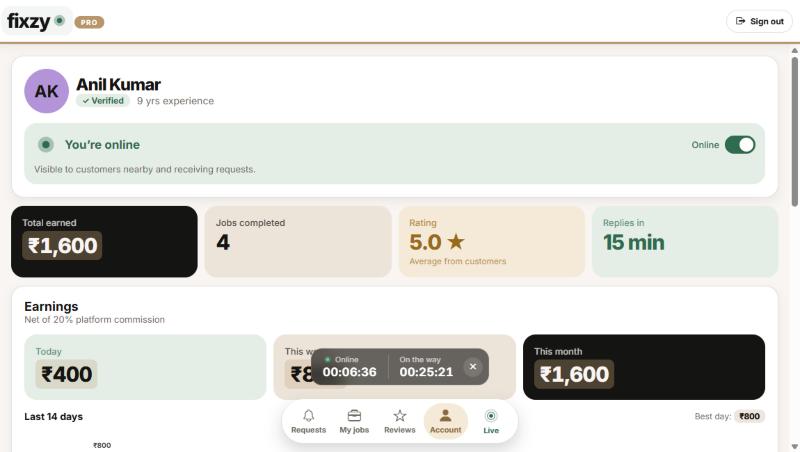 fixzy PRO
Sign out
AK
Anil Kumar
✓ Verified 9 yrs experience
You're online
Online
Visible to customers nearby and receiving requests.
Total earned
₹1,600
Jobs completed
4
Rating
5.0 ★
Average from customers
Replies in
15 min
Earnings
Net of 20% platform commission
Today
₹400
This month
₹1,600
Online
00:06:36
On the way
00:25:21
Last 14 days
Best day: ₹800
₹800
Requests
My jobs
Reviews
Account
Live